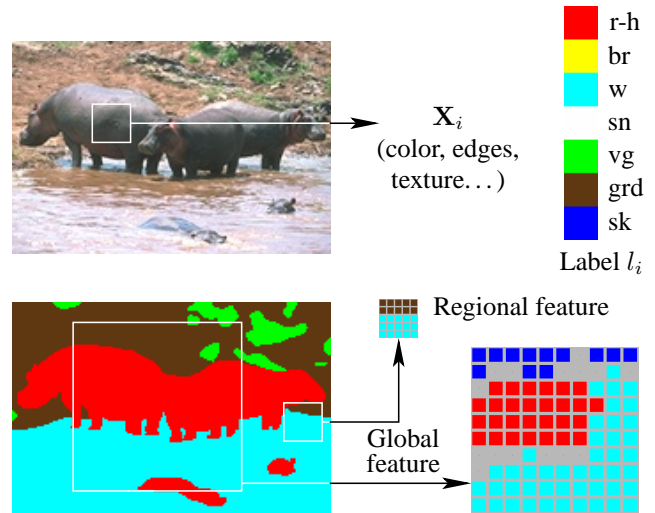 X_i
(color, edges,
texture. . . )
r-h
br
w
sn
vg
grd
sk
Label l_i
Regional feature
Global
feature